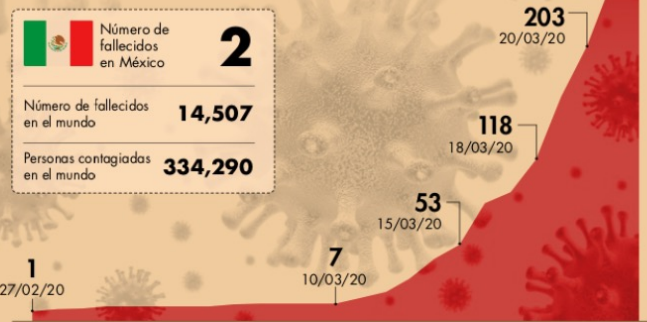 Número de
fallecidos
en México
2
Número de fallecidos
en el mundo
14,507
Personas contagiadas
en el mundo
334,290
1
27/02/20
7
10/03/20
53
15/03/20
118
18/03/20
203
20/03/20